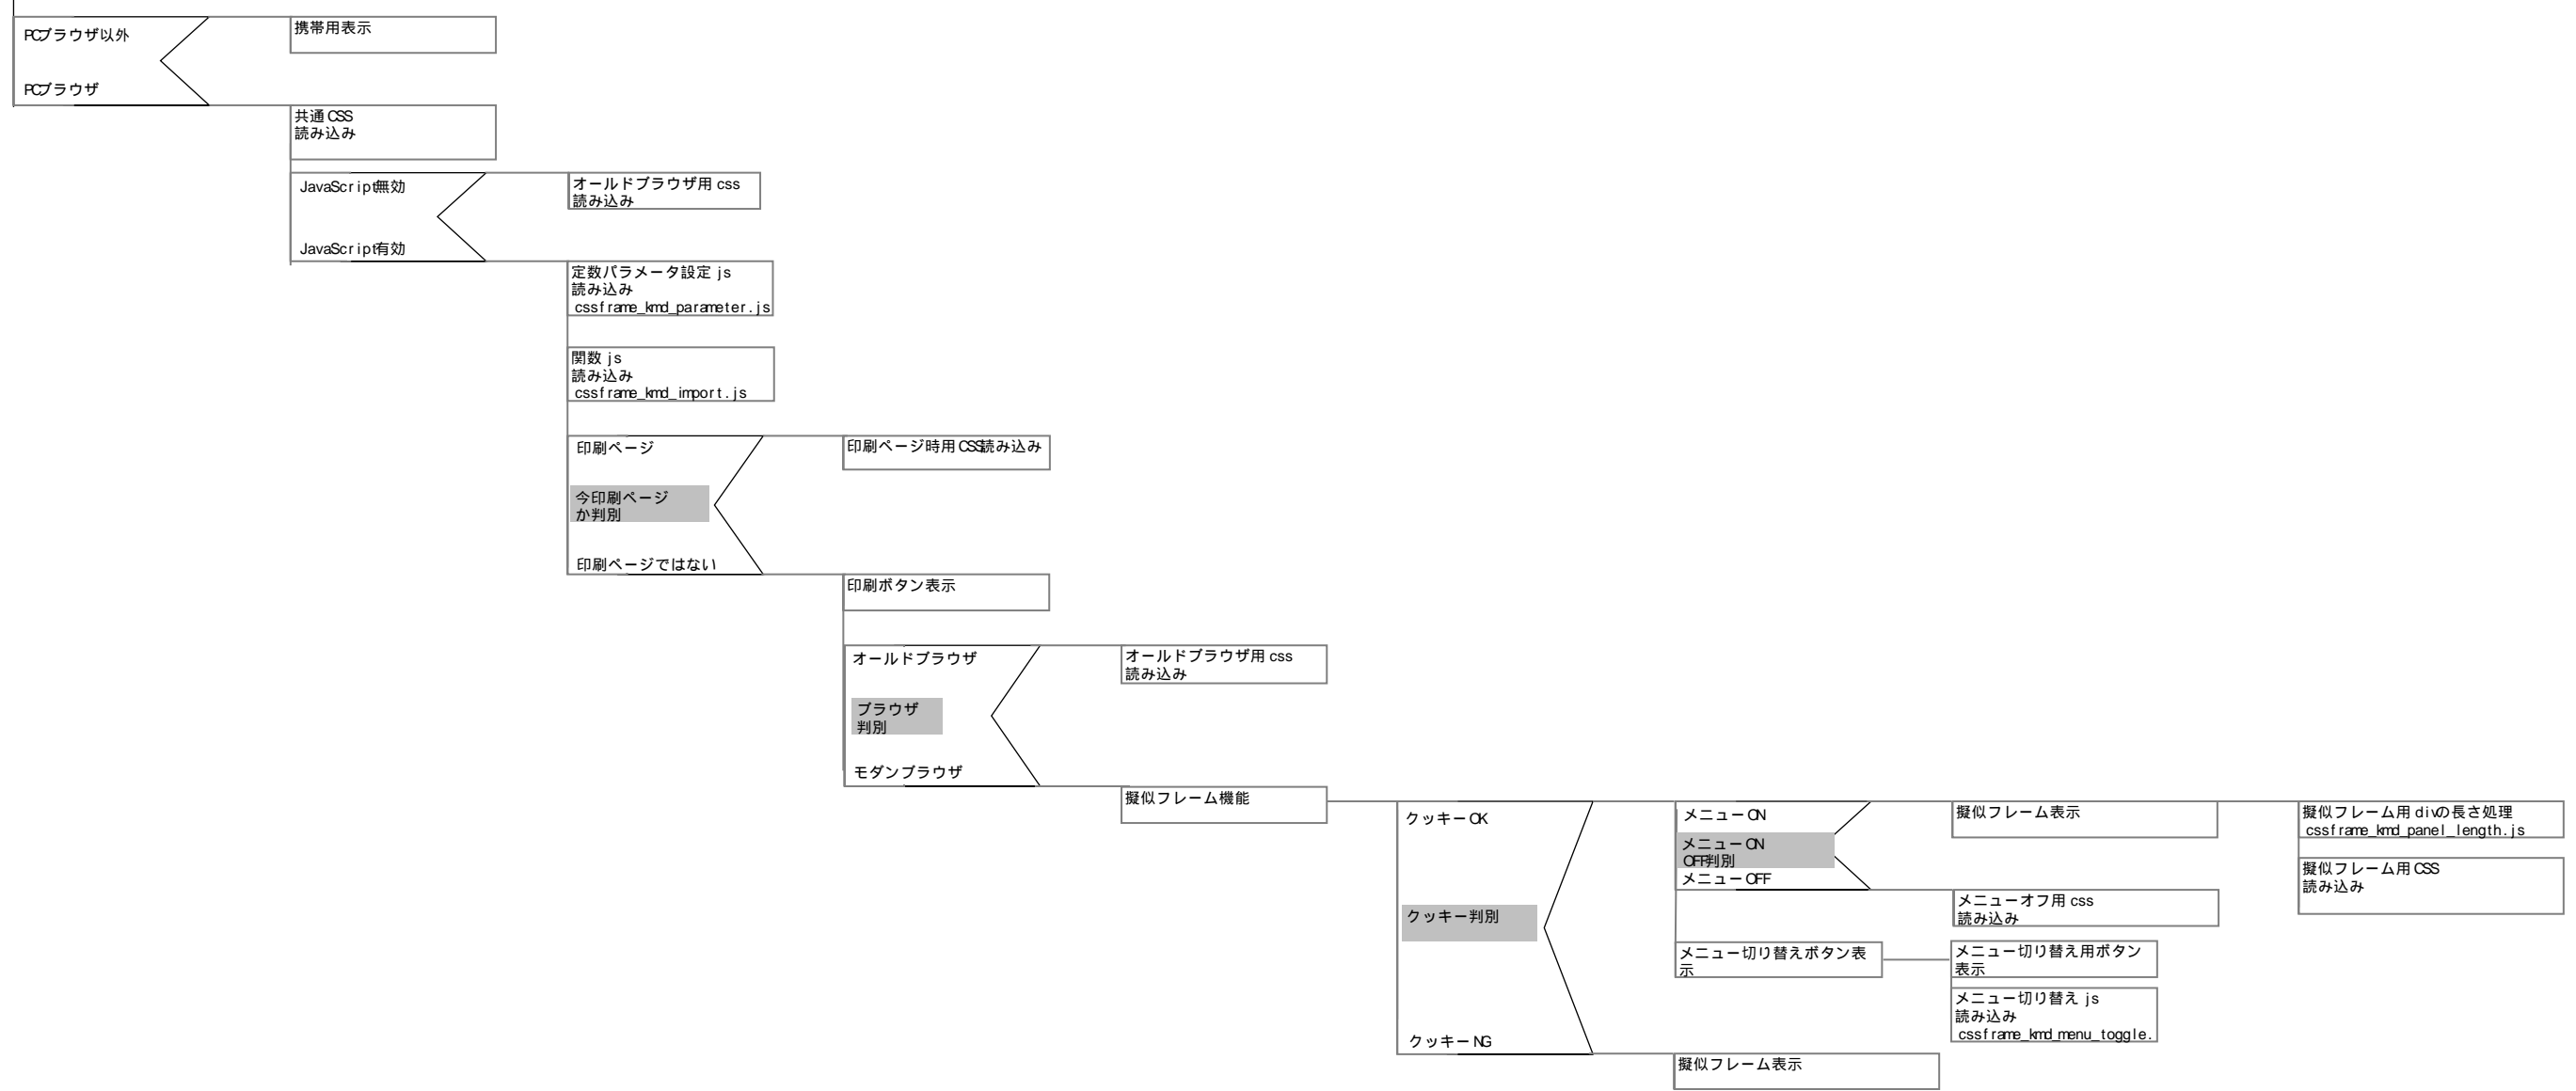 PCブラウザ以外
携帯用表示
PCブラウザ
共通CSS
読み込み
JavaScript無効
オールドブラウザ用css
読み込み
JavaScript有効
定数パラメータ設定js
読み込み
cssframe_kmd_parameter.js
関数js
読み込み
cssframe_kmd_import.js
印刷ページ
印刷ページ時用CSS読み込み
今印刷ページ
か判別
印刷ページではない
印刷ボタン表示
オールドブラウザ
オールドブラウザ用css
読み込み
ブラウザ
判別
モダンブラウザ
擬似フレーム機能
クッキーOK
クッキー判別
クッキーNG
メニューON
メニューON
OFF判別
メニューOFF
擬似フレーム表示
擬似フレーム用divの長さ処理
cssframe_kmd_panel_length.js
擬似フレーム用CSS
読み込み
メニューオフ用css
読み込み
メニュー切り替えボタン表
示
メニュー切り替え用ボタン
表示
メニュー切り替えjs
読み込み
cssframe_kmd_menu_toggle.
擬似フレーム表示